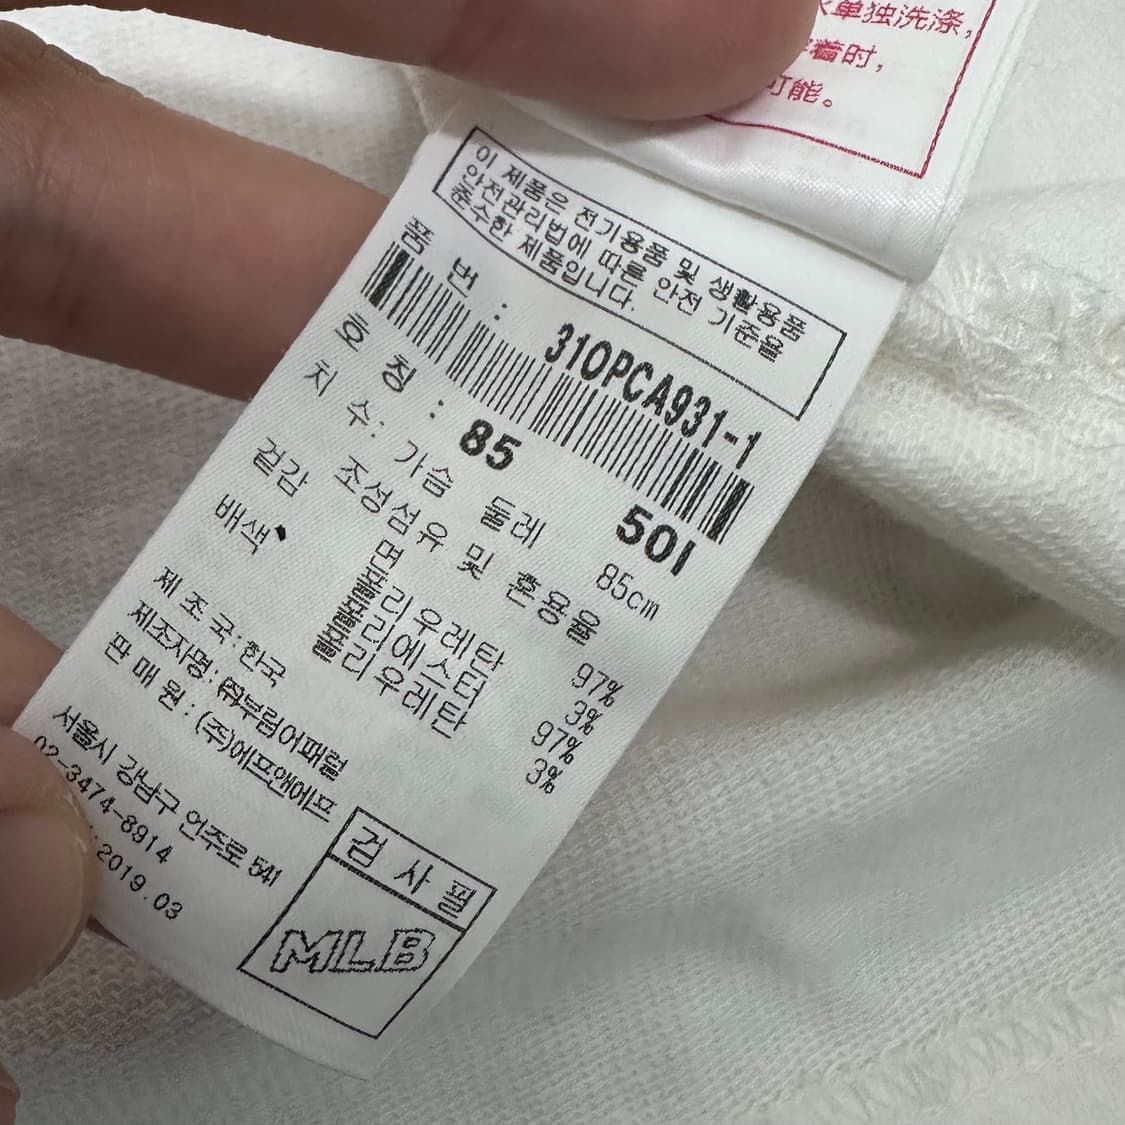 单独洗涤,
着时,
可能。
이 제품은 전기용품 및 생활용품
안전관리법에 따른 안전 기준을
준수한 제품입니다.
품 번 : 31OPCA931-1
호 칭 : 85 50I
치 수: 가슴 둘레 85cm
조성섬유 및 혼용율
겉감 면 97%
폴리우레탄 3%
배색 폴리에스터 97%
폴리우레탄 3%
제 조 국:한국
제조자명:㈜부림어패럴
판 매 원:(주)에프앤에프
서울시 강남구 언주로 541
02-3474-8914
:2019.03
검 사 필
MLB